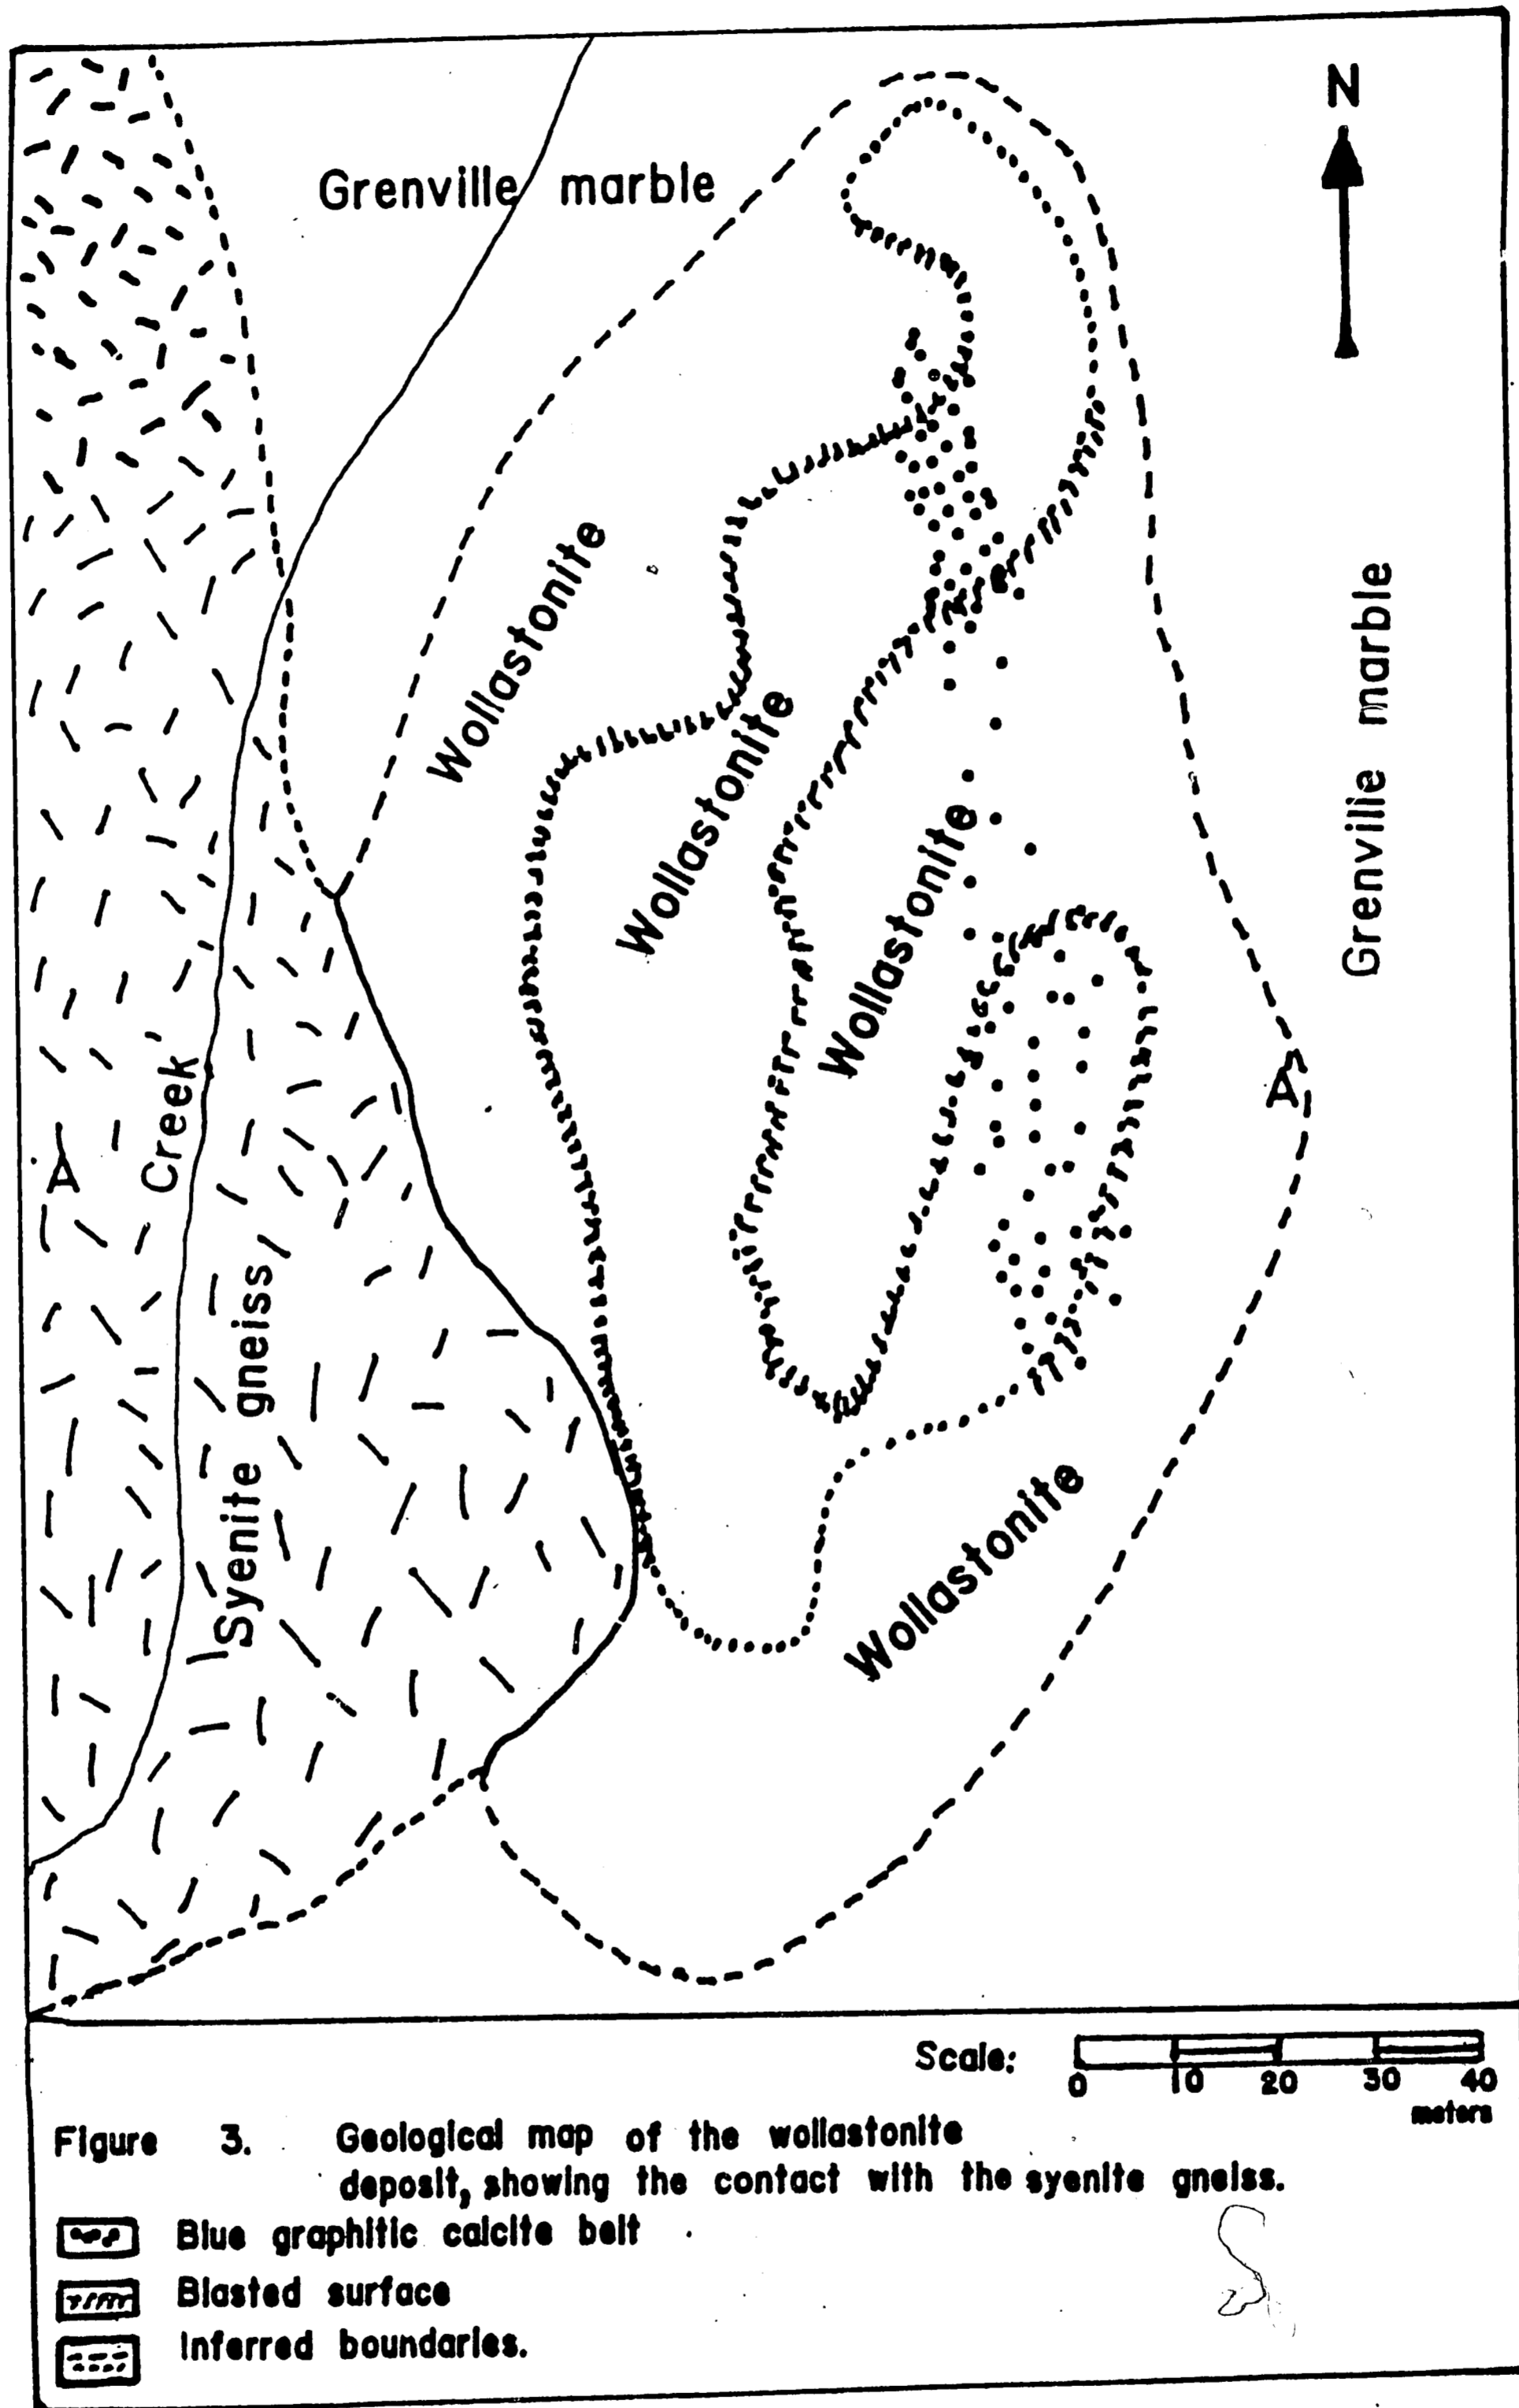 N
Grenville marble
Wollastonite
Wollastonite
Wollastonite
Grenville marble
A
A
Creek
Syenite gneiss
Wollastonite
Scale:
0 10 20 30 40
meters
Figure 3. Geological map of the wollastonite
deposit, showing the contact with the syenite gneiss.
Blue graphitic calcite belt
Blasted surface
Inferred boundaries.